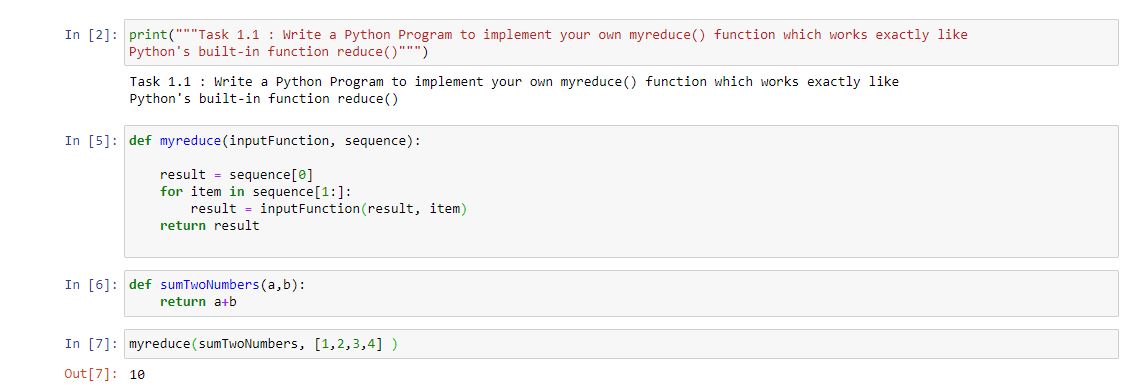 In [2]: print("""Task 1.1 : Write a Python Program to implement your own myreduce() function which works exactly like
Python's built-in function reduce()""")
Task 1.1 : Write a Python Program to implement your own myreduce() function which works exactly like
Python's built-in function reduce()
In [5]: def myreduce(inputFunction, sequence):
    result = sequence[0]
    for item in sequence[1:]:
        result = inputFunction(result, item)
    return result
In [6]: def sumTwoNumbers(a,b):
    return a+b
In [7]: myreduce(sumTwoNumbers, [1,2,3,4] )
Out[7]: 10